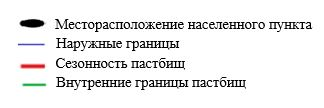 Месторасположение населенного пункта
Наружные границы
Сезонность пастбищ
Внутренние границы пастбищ